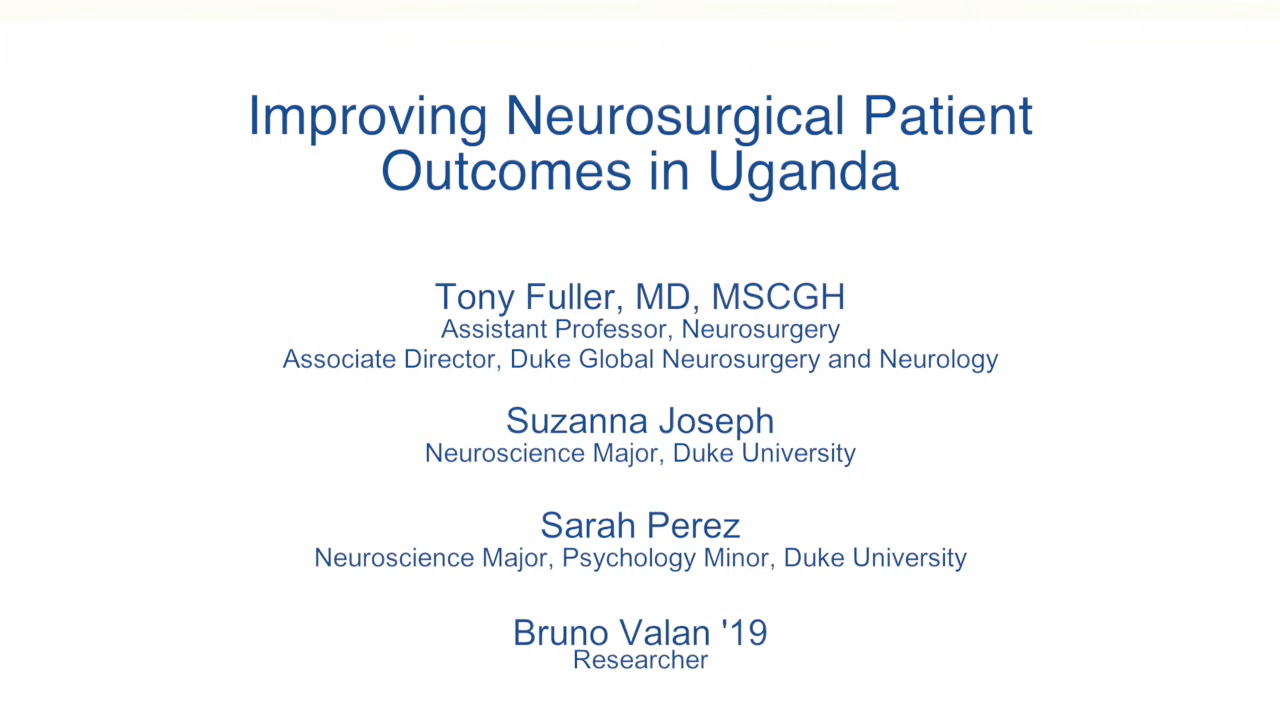 Improving Neurosurgical Patient
Outcomes in Uganda
Tony Fuller, MD, MSCGH
Assistant Professor, Neurosurgery
Associate Director, Duke Global Neurosurgery and Neurology
Suzanna Joseph
Neuroscience Major, Duke University
Sarah Perez
Neuroscience Major, Psychology Minor, Duke University
Bruno Valan '19
Researcher